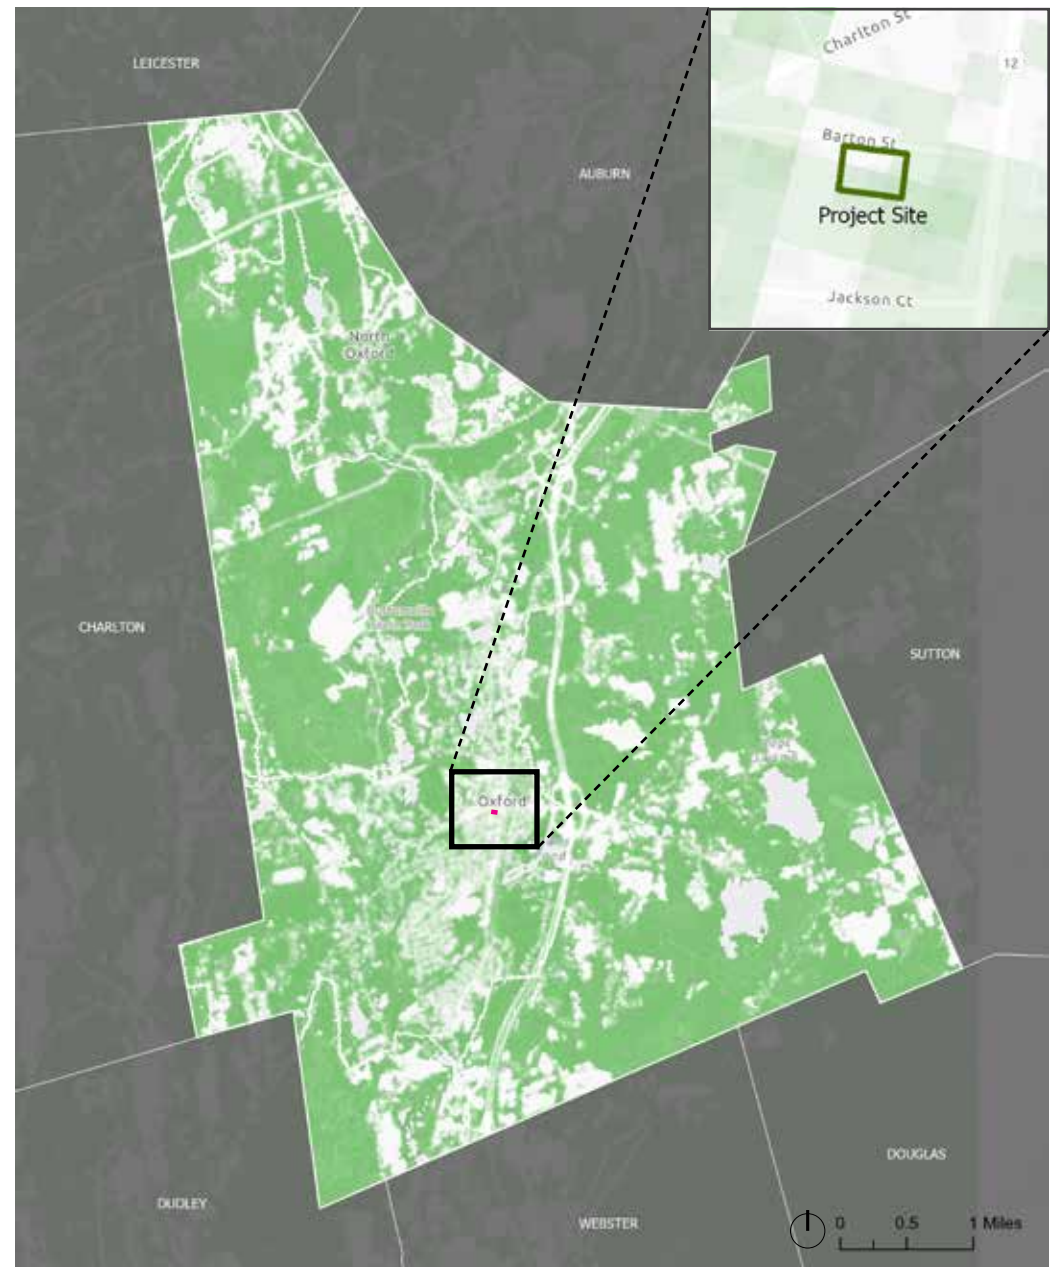 LEICESTER
Charlton St
12
AUBURN
Barton St
Project Site
Jackson Ct
North
Oxford
CHARLTON
SUTTON
Oxford
DOUGLAS
DUDLEY
WEBSTER
0 0.5 1 Miles